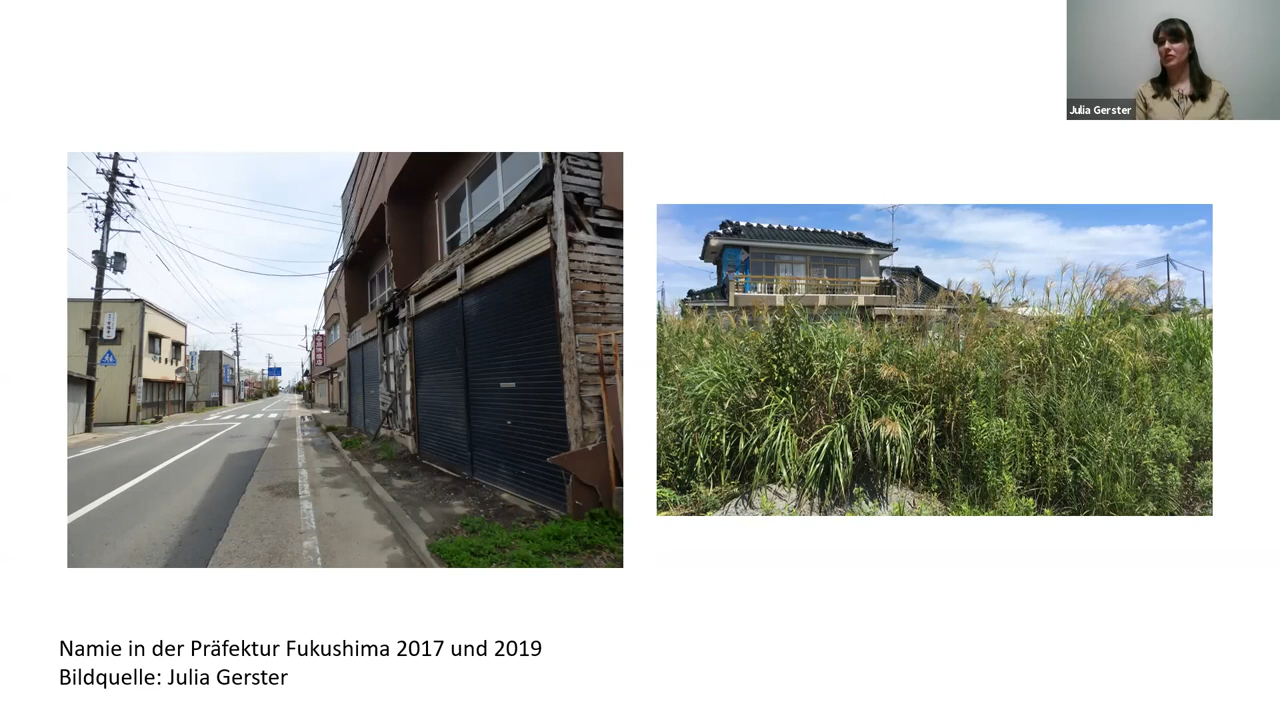 Julia Gerster
Namie in der Präfektur Fukushima 2017 und 2019
Bildquelle: Julia Gerster